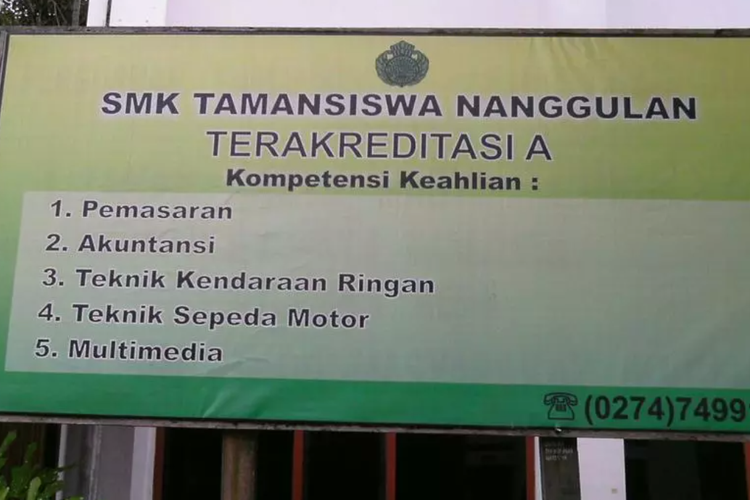 SMK TAMANSISWA NANGGULAN
TERAKREDITASI A
Kompetensi Keahlian :
1. Pemasaran
2. Akuntansi
3. Teknik Kendaraan Ringan
4. Teknik Sepeda Motor
5. Multimedia
☎ (0274)7499